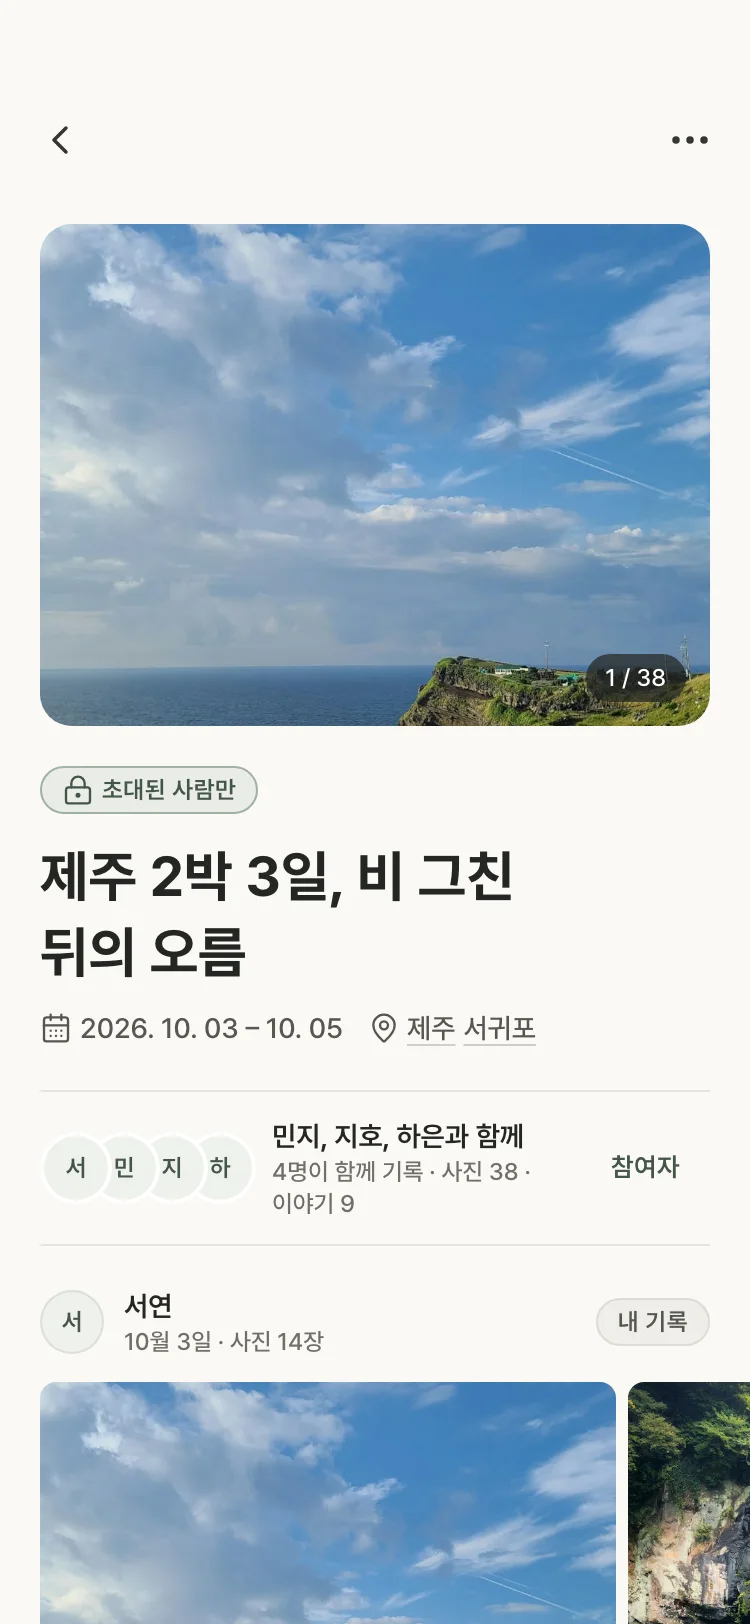 1 / 38
초대된 사람만
제주 2박 3일, 비 그친
뒤의 오름
2026. 10. 03 – 10. 05 제주 서귀포
서 민 지 하
민지, 지호, 하은과 함께
4명이 함께 기록 · 사진 38 ·
이야기 9
참여자
서
서연
10월 3일 · 사진 14장
내 기록